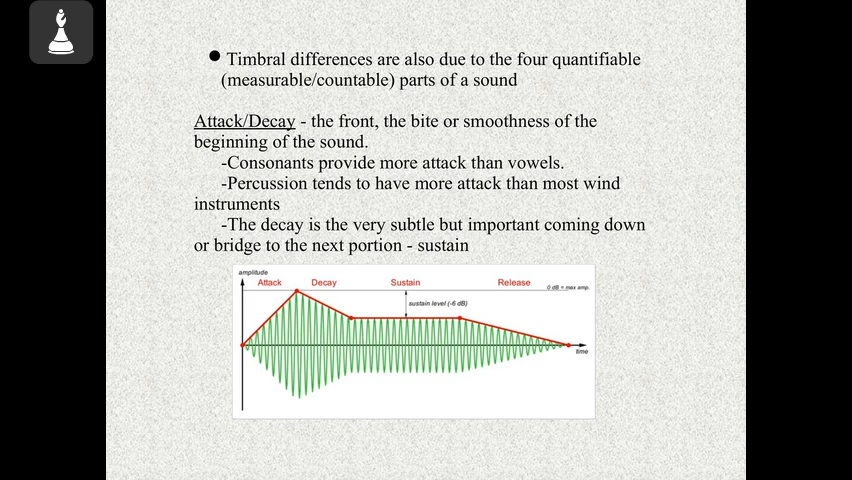 ● Timbral differences are also due to the four quantifiable
(measurable/countable) parts of a sound
Attack/Decay - the front, the bite or smoothness of the
beginning of the sound.
-Consonants provide more attack than vowels.
-Percussion tends to have more attack than most wind
instruments
-The decay is the very subtle but important coming down
or bridge to the next portion - sustain
amplitude
Attack Decay Sustain Release
0 dB = max amp.
sustain level (-6 dB)
time